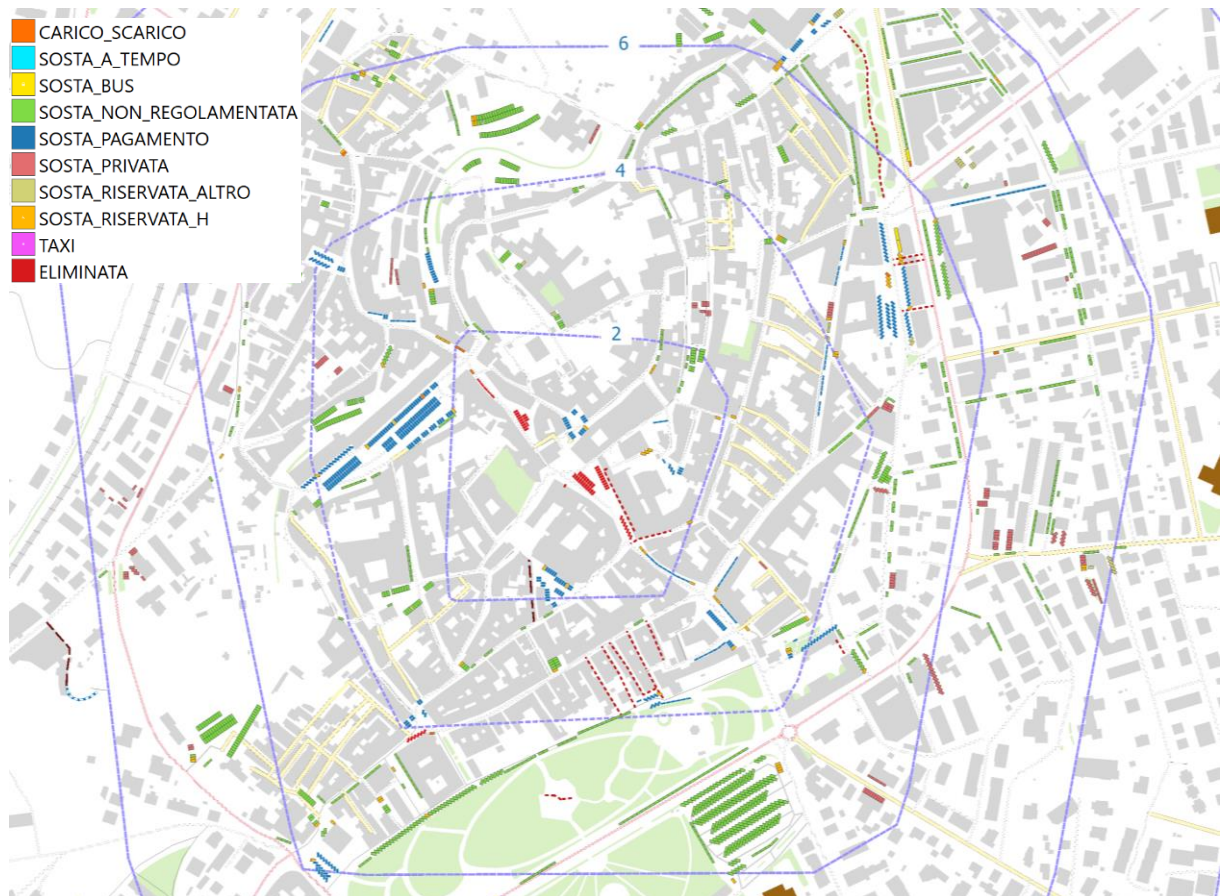 CARICO_SCARICO
SOSTA_A_TEMPO
SOSTA_BUS
SOSTA_NON_REGOLAMENTATA
SOSTA_PAGAMENTO
SOSTA_PRIVATA
SOSTA_RISERVATA_ALTRO
SOSTA_RISERVATA_H
TAXI
ELIMINATA
6
4
2